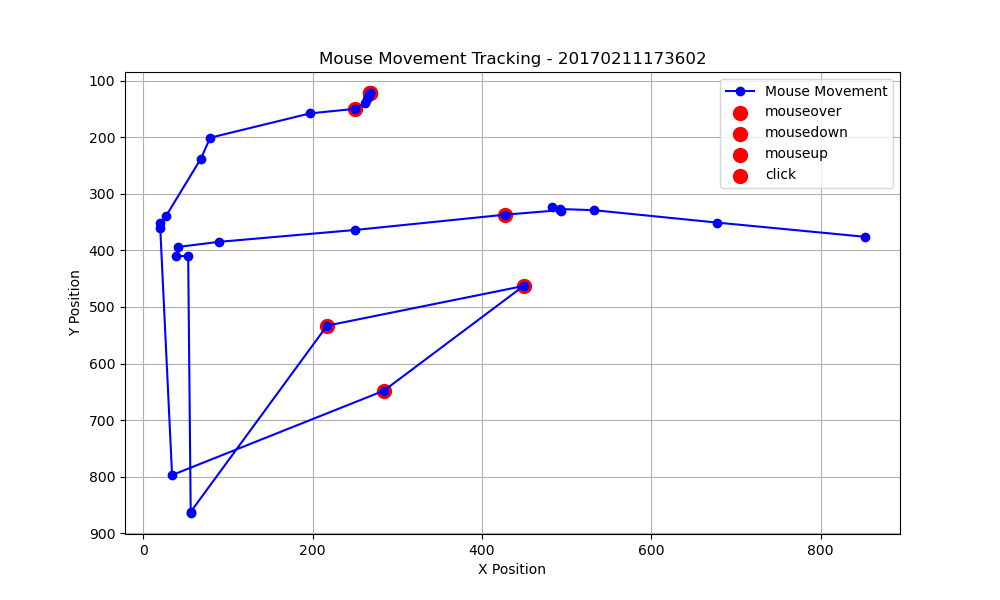 Mouse Movement Tracking - 20170211173602
Mouse Movement
mouseover
mousedown
mouseup
click
100
200
300
400
500
600
700
800
900
Y Position
0
200
400
600
800
X Position